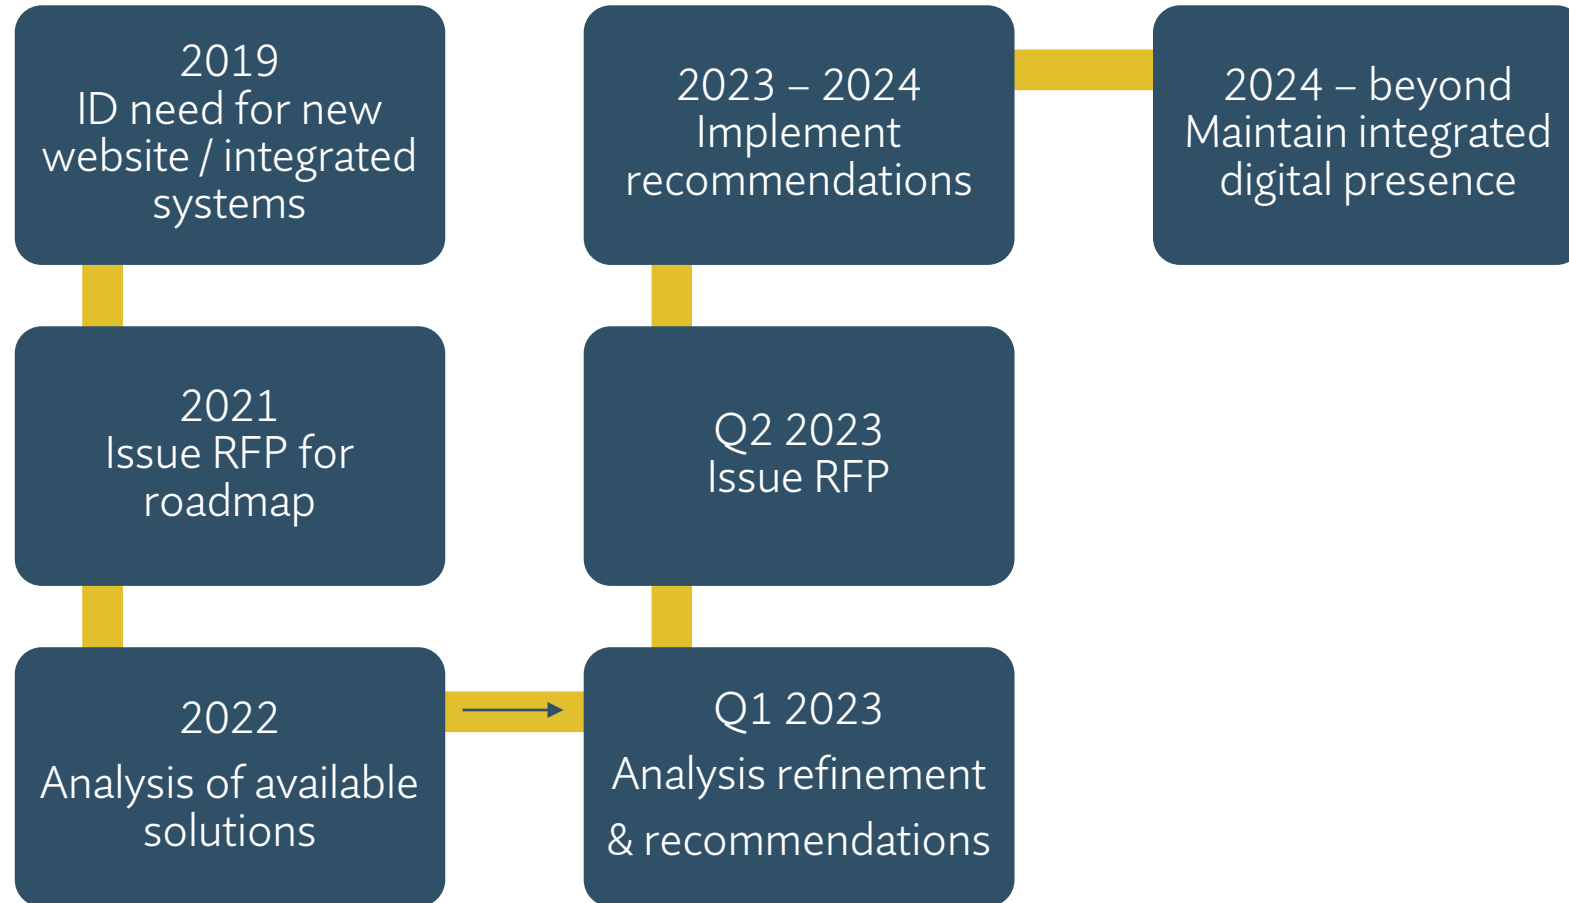 2019
ID need for new
website / integrated
systems
2021
Issue RFP for
roadmap
2022
Analysis of available
solutions
Q1 2023
Analysis refinement
& recommendations
Q2 2023
Issue RFP
2023 – 2024
Implement
recommendations
2024 – beyond
Maintain integrated
digital presence